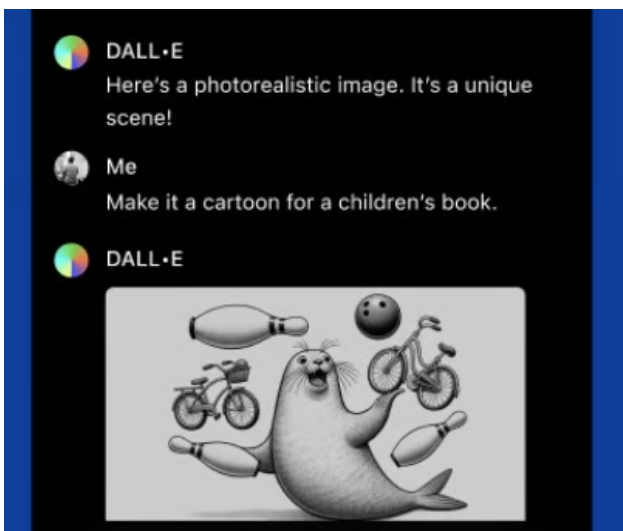 DALL•E
Here's a photorealistic image. It's a unique
scene!
Me
Make it a cartoon for a children's book.
DALL•E